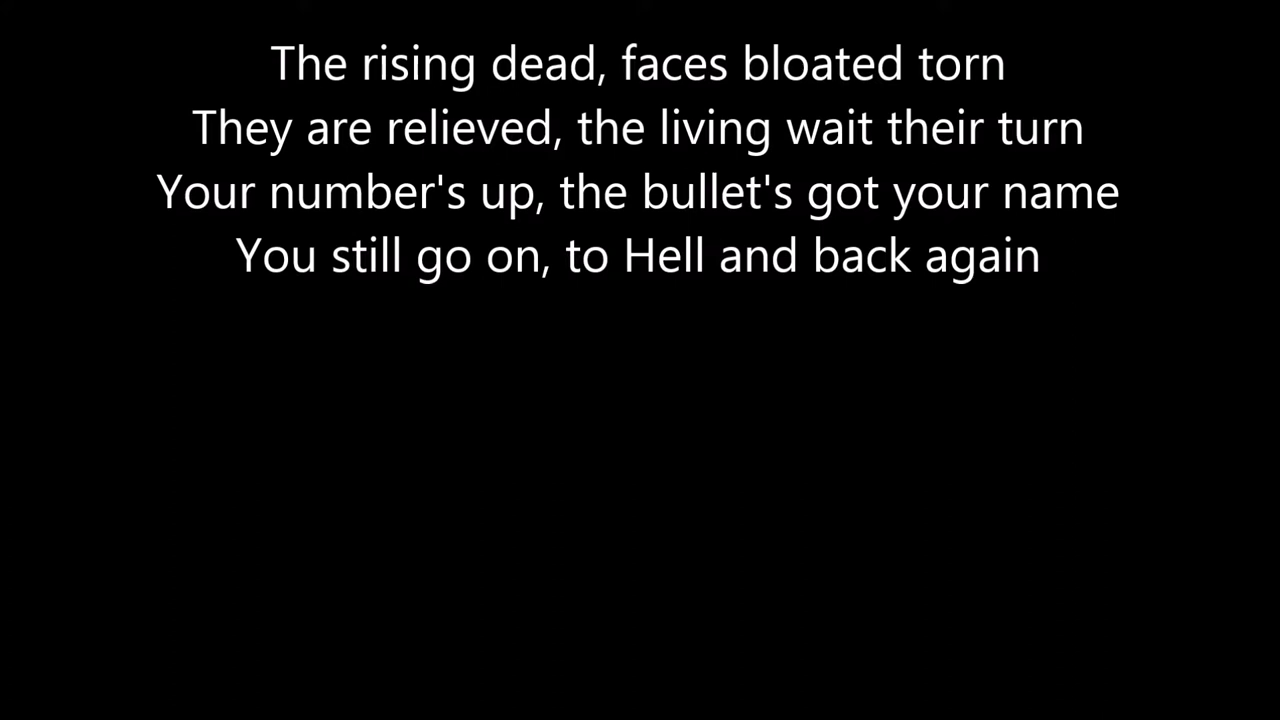 The rising dead, faces bloated torn
They are relieved, the living wait their turn
Your number's up, the bullet's got your name
You still go on, to Hell and back again